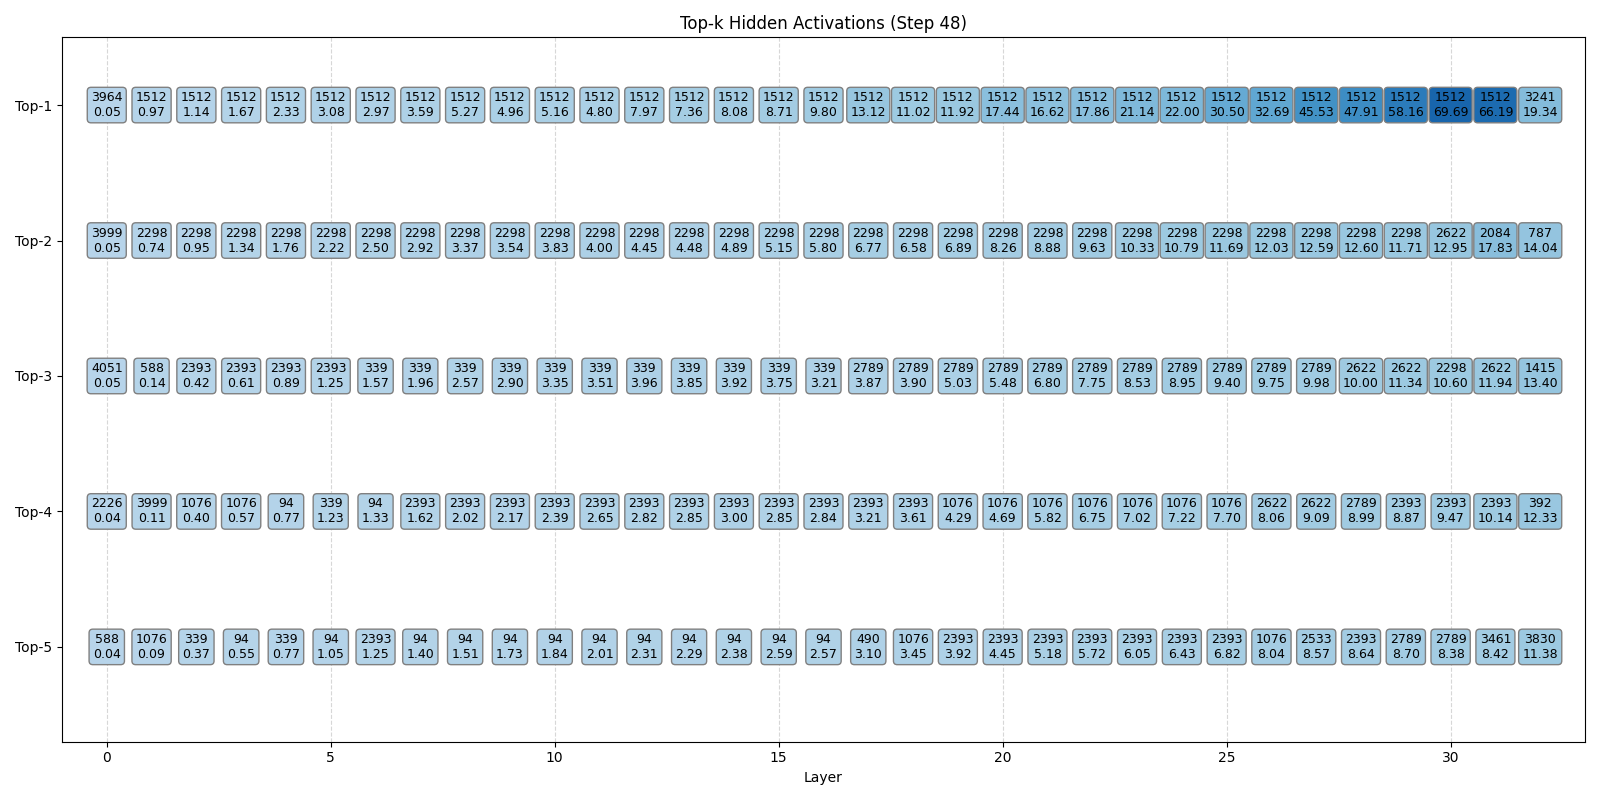 Top-k Hidden Activations (Step 48)
Top-1
3964 1512 1512 1512 1512 1512 1512 1512 1512 1512 1512 1512 1512 1512 1512 1512 1512 1512 1512 1512 1512 1512 1512 1512 1512 1512 1512 1512 1512 1512 1512 1512 3241
0.05 0.97 1.14 1.67 2.33 3.08 2.97 3.59 5.27 4.96 5.16 4.80 7.97 7.36 8.08 8.71 9.80 13.12 11.02 11.92 17.44 16.62 17.86 21.14 22.00 30.50 32.69 45.53 47.91 58.16 69.69 66.19 19.34
Top-2
3999 2298 2298 2298 2298 2298 2298 2298 2298 2298 2298 2298 2298 2298 2298 2298 2298 2298 2298 2298 2298 2298 2298 2298 2298 2298 2298 2298 2298 2298 2622 2084 787
0.05 0.74 0.95 1.34 1.76 2.22 2.50 2.92 3.37 3.54 3.83 4.00 4.45 4.48 4.89 5.15 5.80 6.77 6.58 6.89 8.26 8.88 9.63 10.33 10.79 11.69 12.03 12.59 12.60 11.71 12.95 17.83 14.04
Top-3
4051 588 2393 2393 2393 2393 339 339 339 339 339 339 339 339 339 339 339 2789 2789 2789 2789 2789 2789 2789 2789 2789 2789 2789 2622 2622 2298 2622 1415
0.05 0.14 0.42 0.61 0.89 1.25 1.57 1.96 2.57 2.90 3.35 3.51 3.96 3.85 3.92 3.75 3.21 3.87 3.90 5.03 5.48 6.80 7.75 8.53 8.95 9.40 9.75 9.98 10.00 11.34 10.60 11.94 13.40
Top-4
2226 3999 1076 1076 94 339 94 2393 2393 2393 2393 2393 2393 2393 2393 2393 2393 2393 2393 1076 1076 1076 1076 1076 1076 1076 2622 2622 2789 2393 2393 2393 392
0.04 0.11 0.40 0.57 0.77 1.23 1.33 1.62 2.02 2.17 2.39 2.65 2.82 2.85 3.00 2.85 2.84 3.21 3.61 4.29 4.69 5.82 6.75 7.02 7.22 7.70 8.06 9.09 8.99 8.87 9.47 10.14 12.33
Top-5
588 1076 339 94 339 94 2393 94 94 94 94 94 94 94 94 94 94 490 1076 2393 2393 2393 2393 2393 2393 2393 1076 2533 2393 2789 2789 3461 3830
0.04 0.09 0.37 0.55 0.77 1.05 1.25 1.40 1.51 1.73 1.84 2.01 2.31 2.29 2.38 2.59 2.57 3.10 3.45 3.92 4.45 5.18 5.72 6.05 6.43 6.82 8.04 8.57 8.64 8.70 8.38 8.42 11.38
0 5 10 15 20 25 30
Layer